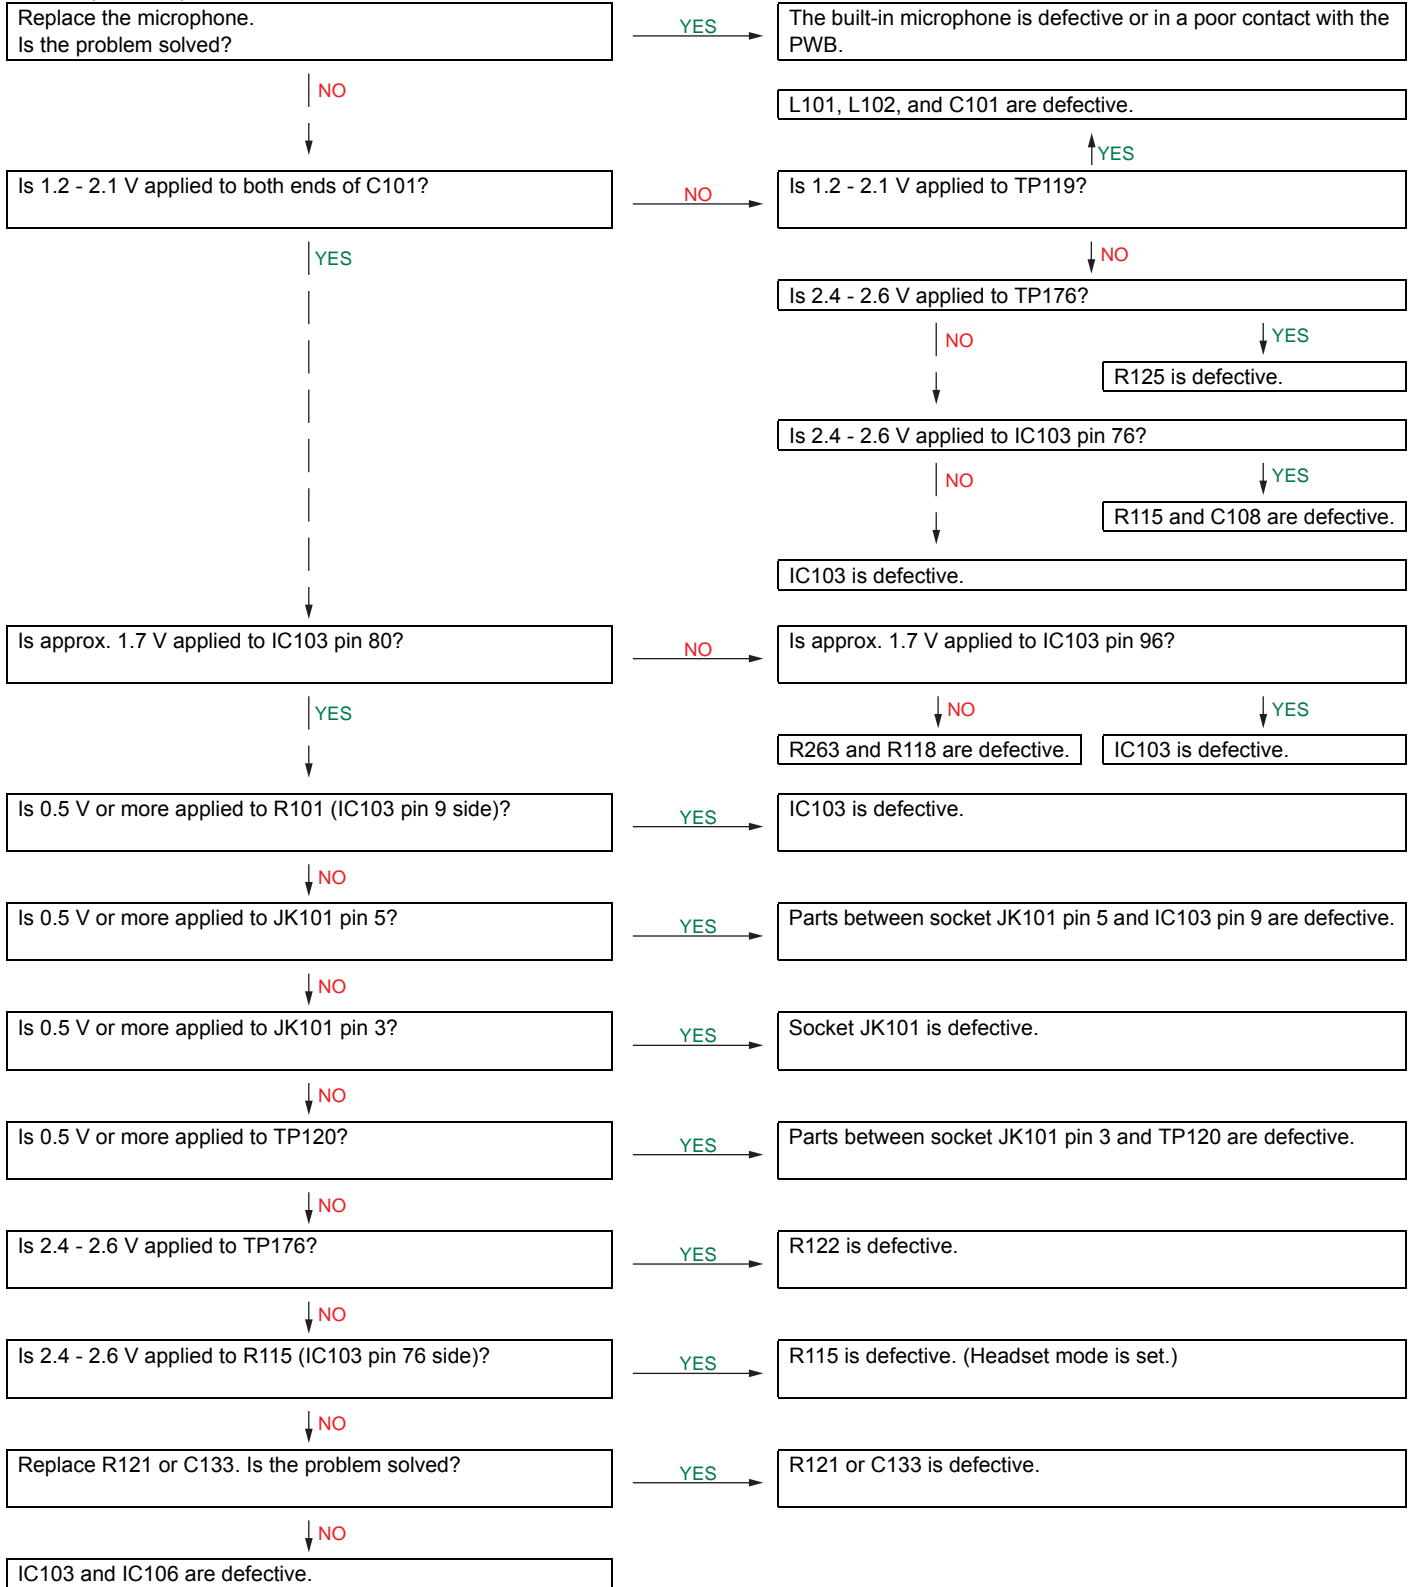 Replace the microphone.
Is the problem solved?
YES
The built-in microphone is defective or in a poor contact with the
PWB.
NO
L101, L102, and C101 are defective.
YES
Is 1.2 - 2.1 V applied to both ends of C101?
NO
Is 1.2 - 2.1 V applied to TP119?
YES
NO
Is 2.4 - 2.6 V applied to TP176?
NO
YES
R125 is defective.
Is 2.4 - 2.6 V applied to IC103 pin 76?
NO
YES
R115 and C108 are defective.
IC103 is defective.
Is approx. 1.7 V applied to IC103 pin 80?
NO
Is approx. 1.7 V applied to IC103 pin 96?
YES
NO
YES
R263 and R118 are defective.
IC103 is defective.
Is 0.5 V or more applied to R101 (IC103 pin 9 side)?
YES
IC103 is defective.
NO
Is 0.5 V or more applied to JK101 pin 5?
YES
Parts between socket JK101 pin 5 and IC103 pin 9 are defective.
NO
Is 0.5 V or more applied to JK101 pin 3?
YES
Socket JK101 is defective.
NO
Is 0.5 V or more applied to TP120?
YES
Parts between socket JK101 pin 3 and TP120 are defective.
NO
Is 2.4 - 2.6 V applied to TP176?
YES
R122 is defective.
NO
Is 2.4 - 2.6 V applied to R115 (IC103 pin 76 side)?
YES
R115 is defective. (Headset mode is set.)
NO
Replace R121 or C133. Is the problem solved?
YES
R121 or C133 is defective.
NO
IC103 and IC106 are defective.